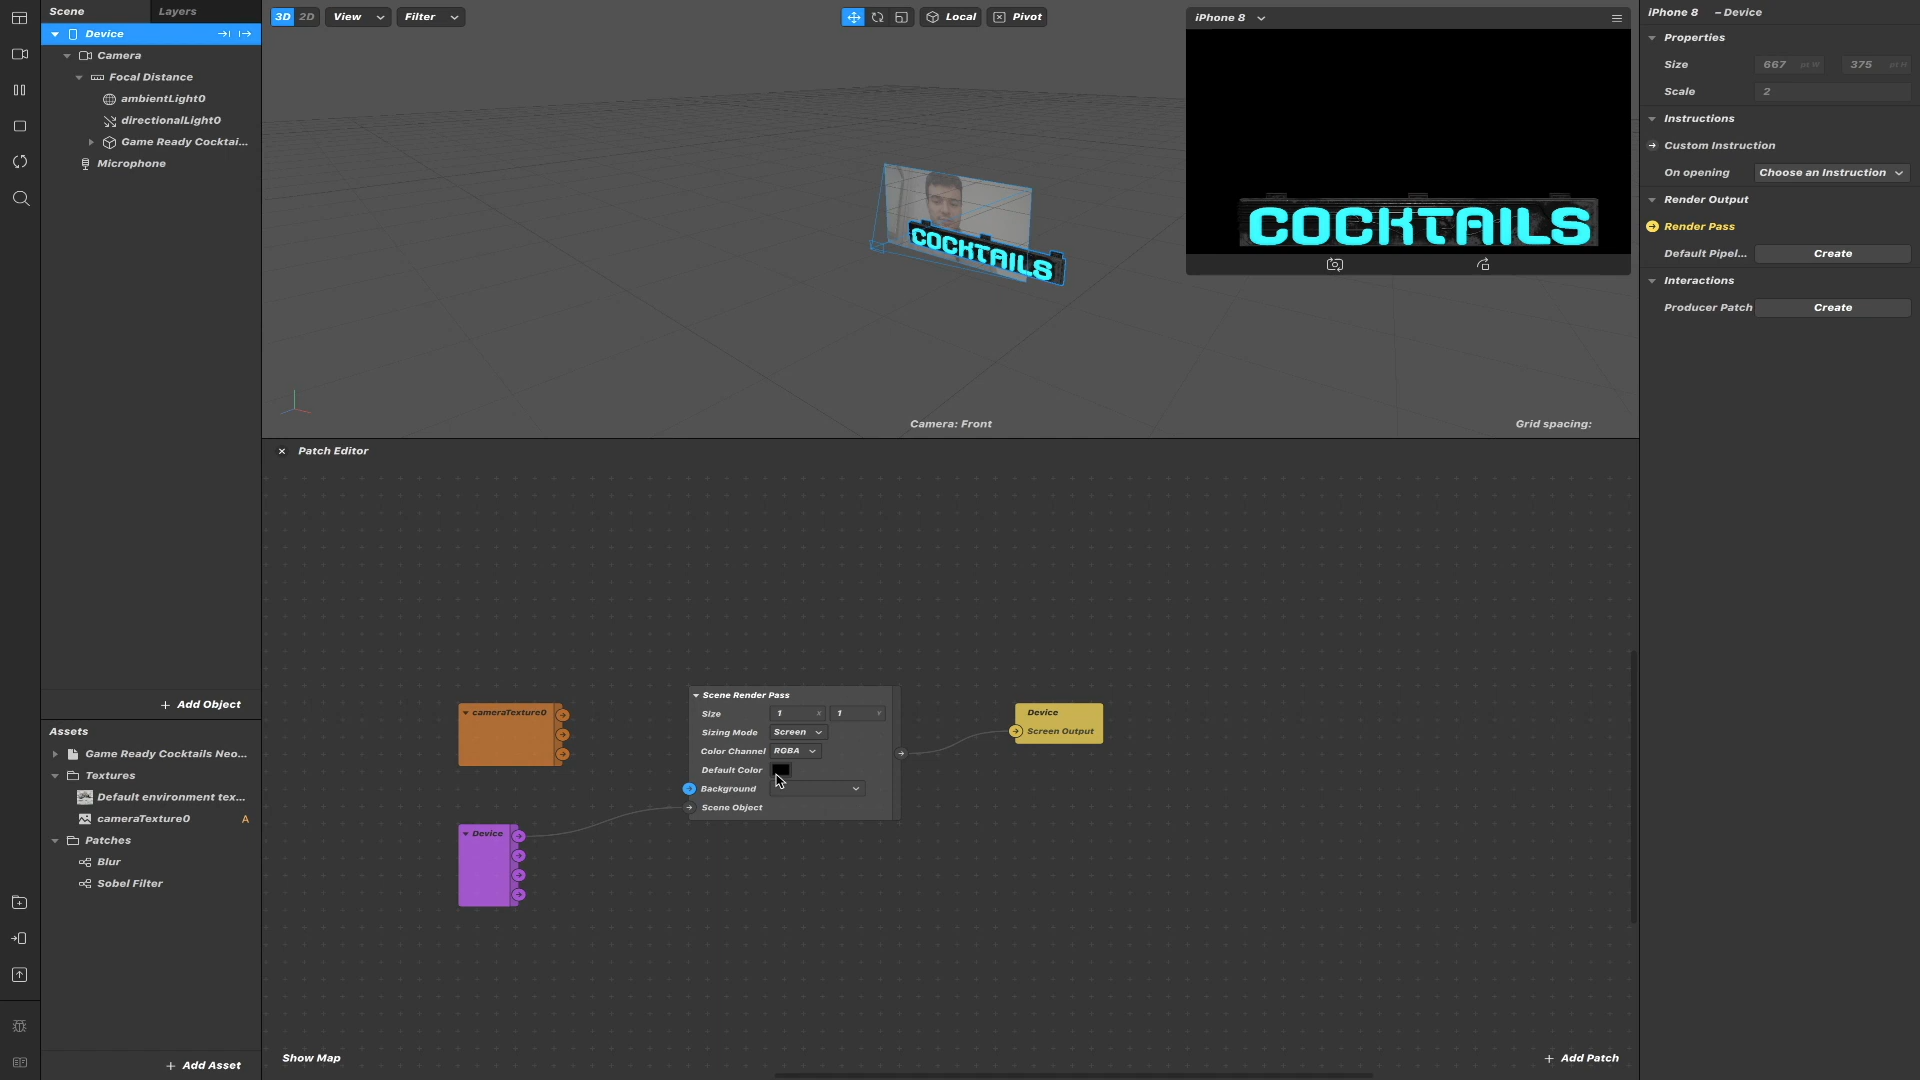 Scene
Layers
Device
Camera
Focal Distance
ambientLight0
directionalLight0
Game Ready Cocktai...
Microphone
+ Add Object
Assets
Game Ready Cocktails Neo...
Textures
Default environment tex...
cameraTexture0 A
Patches
Blur
Sobel Filter
+ Add Asset
3D 2D
View
Filter
Local
Pivot
COCKTAILS
Camera: Front
Grid spacing:
iPhone 8
COCKTAILS
Patch Editor
cameraTexture0
Device
Scene Render Pass
Size 1 X 1 Y
Sizing Mode Screen
Color Channel RGBA
Default Color
Background
Scene Object
Device
Screen Output
Show Map
+ Add Patch
iPhone 8 – Device
Properties
Size 667 pt W 375 pt H
Scale 2
Instructions
Custom Instruction
On opening Choose an Instruction
Render Output
Render Pass
Default Pipel... Create
Interactions
Producer Patch Create